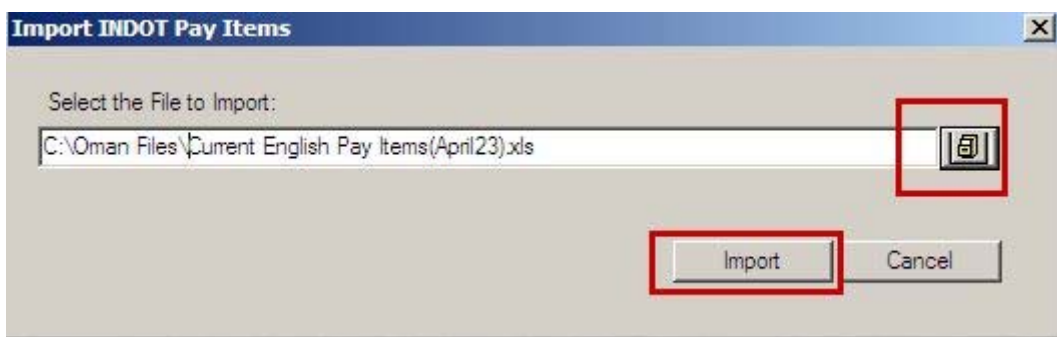 Import INDOT Pay Items
Select the File to Import:
C:\Oman Files\Current English Pay Items(April23).xls
Import Cancel